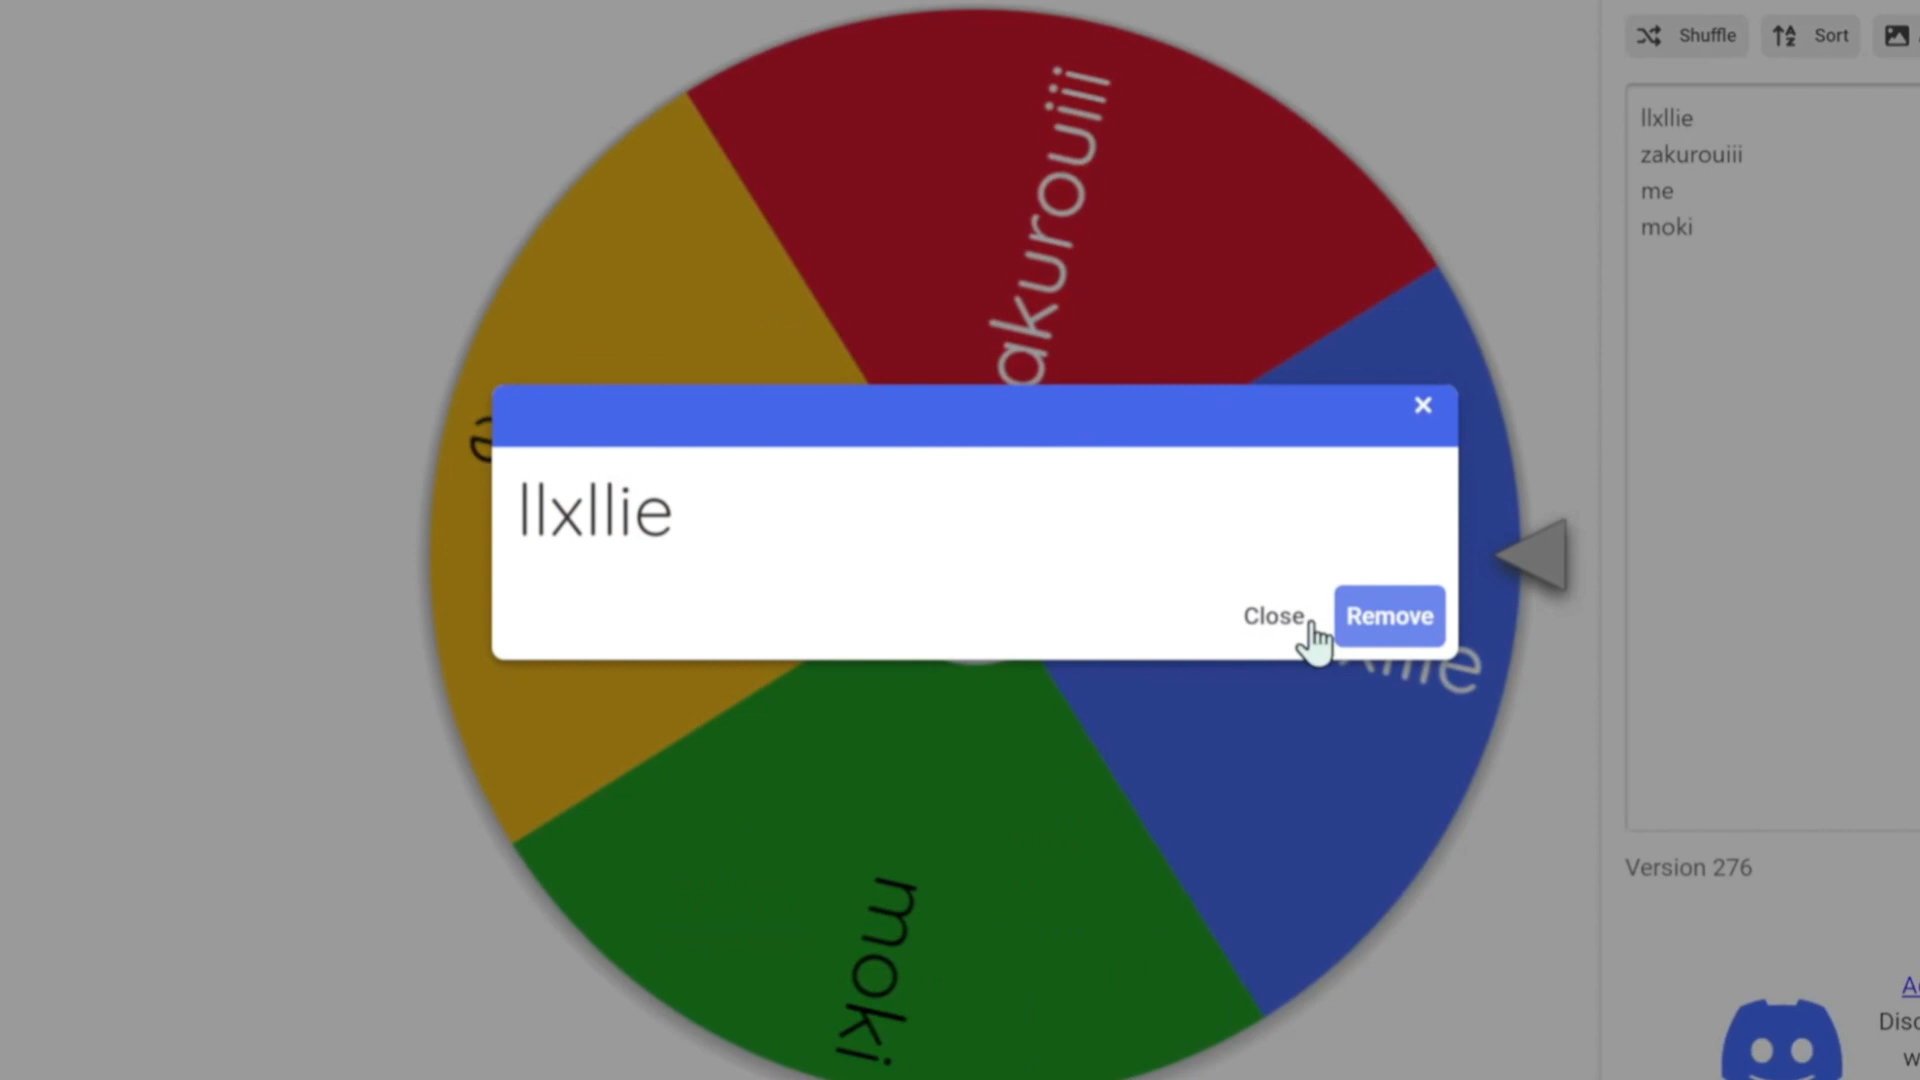 Shuffle
Sort
llxllie
zakurouiii
me
moki
akurouiii
llxllie
Close
Remove
moki
Version 276